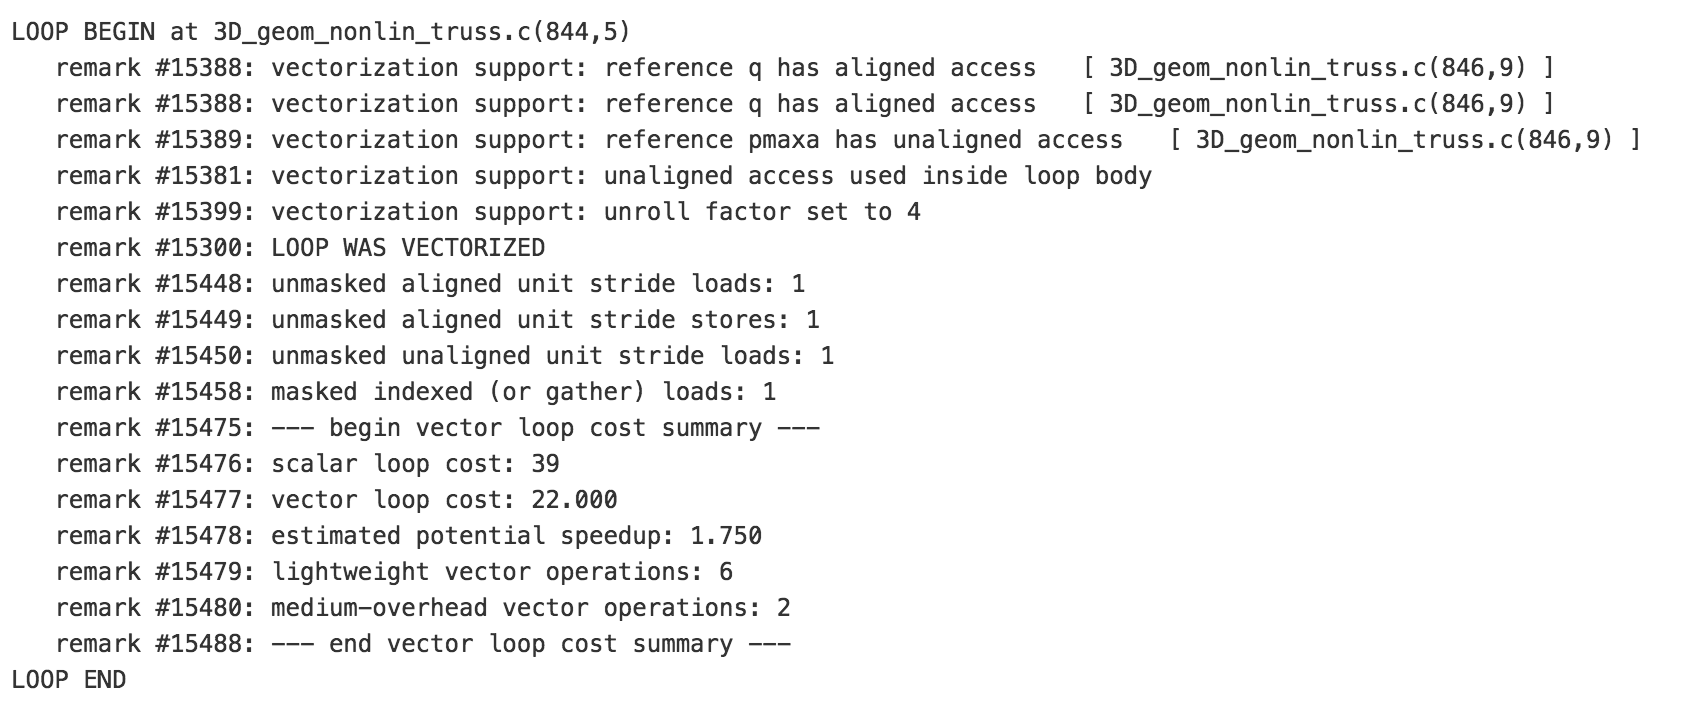 LOOP BEGIN at 3D_geom_nonlin_truss.c(844,5)
   remark #15388: vectorization support: reference q has aligned access   [ 3D_geom_nonlin_truss.c(846,9) ]
   remark #15388: vectorization support: reference q has aligned access   [ 3D_geom_nonlin_truss.c(846,9) ]
   remark #15389: vectorization support: reference pmaxa has unaligned access   [ 3D_geom_nonlin_truss.c(846,9) ]
   remark #15381: vectorization support: unaligned access used inside loop body
   remark #15399: vectorization support: unroll factor set to 4
   remark #15300: LOOP WAS VECTORIZED
   remark #15448: unmasked aligned unit stride loads: 1
   remark #15449: unmasked aligned unit stride stores: 1
   remark #15450: unmasked unaligned unit stride loads: 1
   remark #15458: masked indexed (or gather) loads: 1
   remark #15475: --- begin vector loop cost summary ---
   remark #15476: scalar loop cost: 39
   remark #15477: vector loop cost: 22.000
   remark #15478: estimated potential speedup: 1.750
   remark #15479: lightweight vector operations: 6
   remark #15480: medium-overhead vector operations: 2
   remark #15488: --- end vector loop cost summary ---
LOOP END